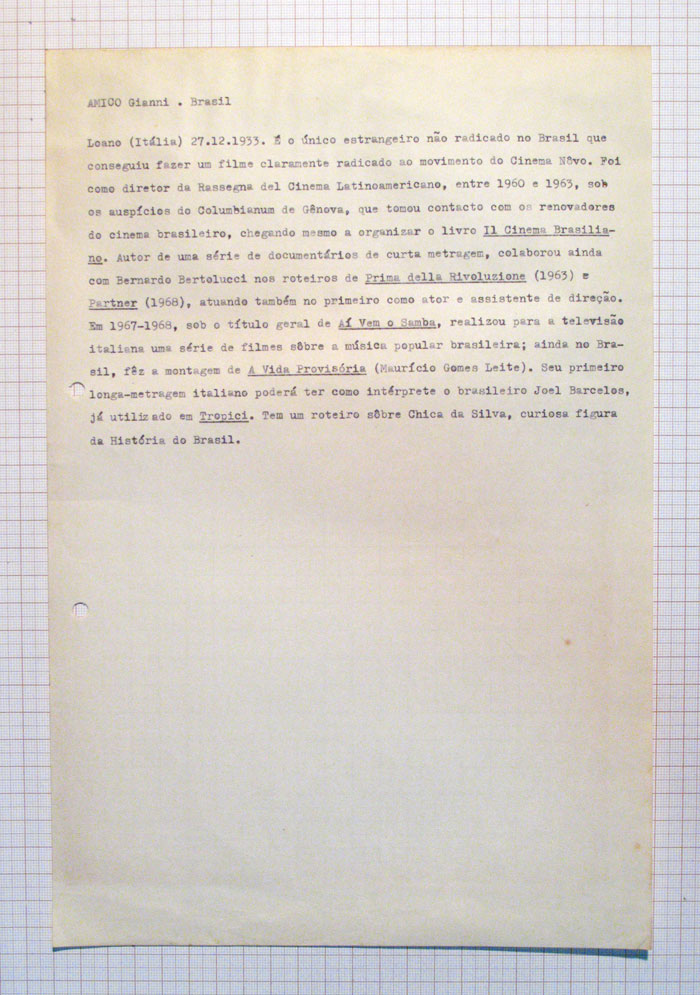 AMICO Gianni . Brasil
Loano (Itália) 27.12.1933. É o único estrangeiro não radicado no Brasil que
conseguiu fazer um filme claramente radicado ao movimento do Cinema Nôvo. Foi
como diretor da Rassegna del Cinema Latinoamericano, entre 1960 e 1963, sob
os auspícios do Columbianum de Gênova, que tomou contacto com os renovadores
do cinema brasileiro, chegando mesmo a organizar o livro Il Cinema Brasilia-
no. Autor de uma série de documentários de curta metragem, colaborou ainda
com Bernardo Bertolucci nos roteiros de Prima della Rivoluzione (1963) e
Partner (1968), atuando também no primeiro como ator e assistente de direção.
Em 1967-1968, sob o título geral de Aí Vem o Samba, realizou para a televisão
italiana uma série de filmes sôbre a música popular brasileira; ainda no Bra-
sil, fêz a montagem de A Vida Provisória (Maurício Gomes Leite). Seu primeiro
longa-metragem italiano poderá ter como intérprete o brasileiro Joel Barcelos,
já utilizado em Tropici. Tem um roteiro sôbre Chica da Silva, curiosa figura
da História do Brasil.